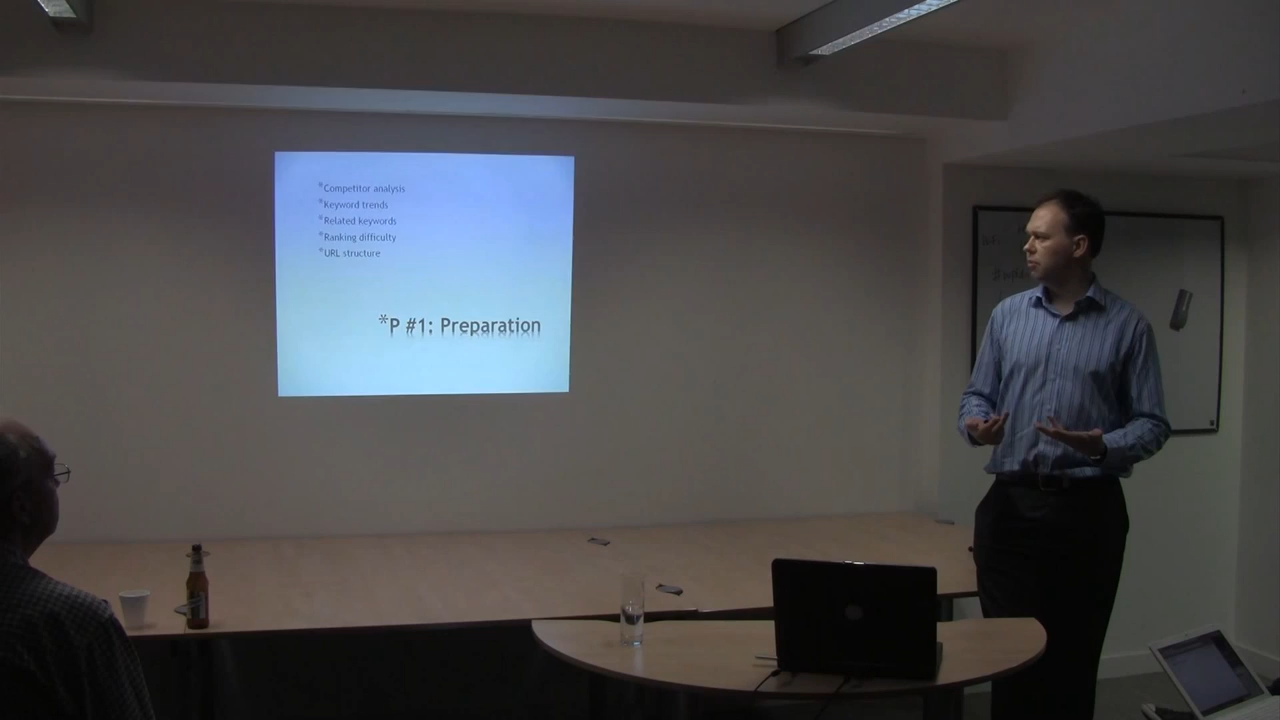 *Competitor analysis
*Keyword trends
*Related keywords
*Ranking difficulty
*URL structure
*P #1: Preparation